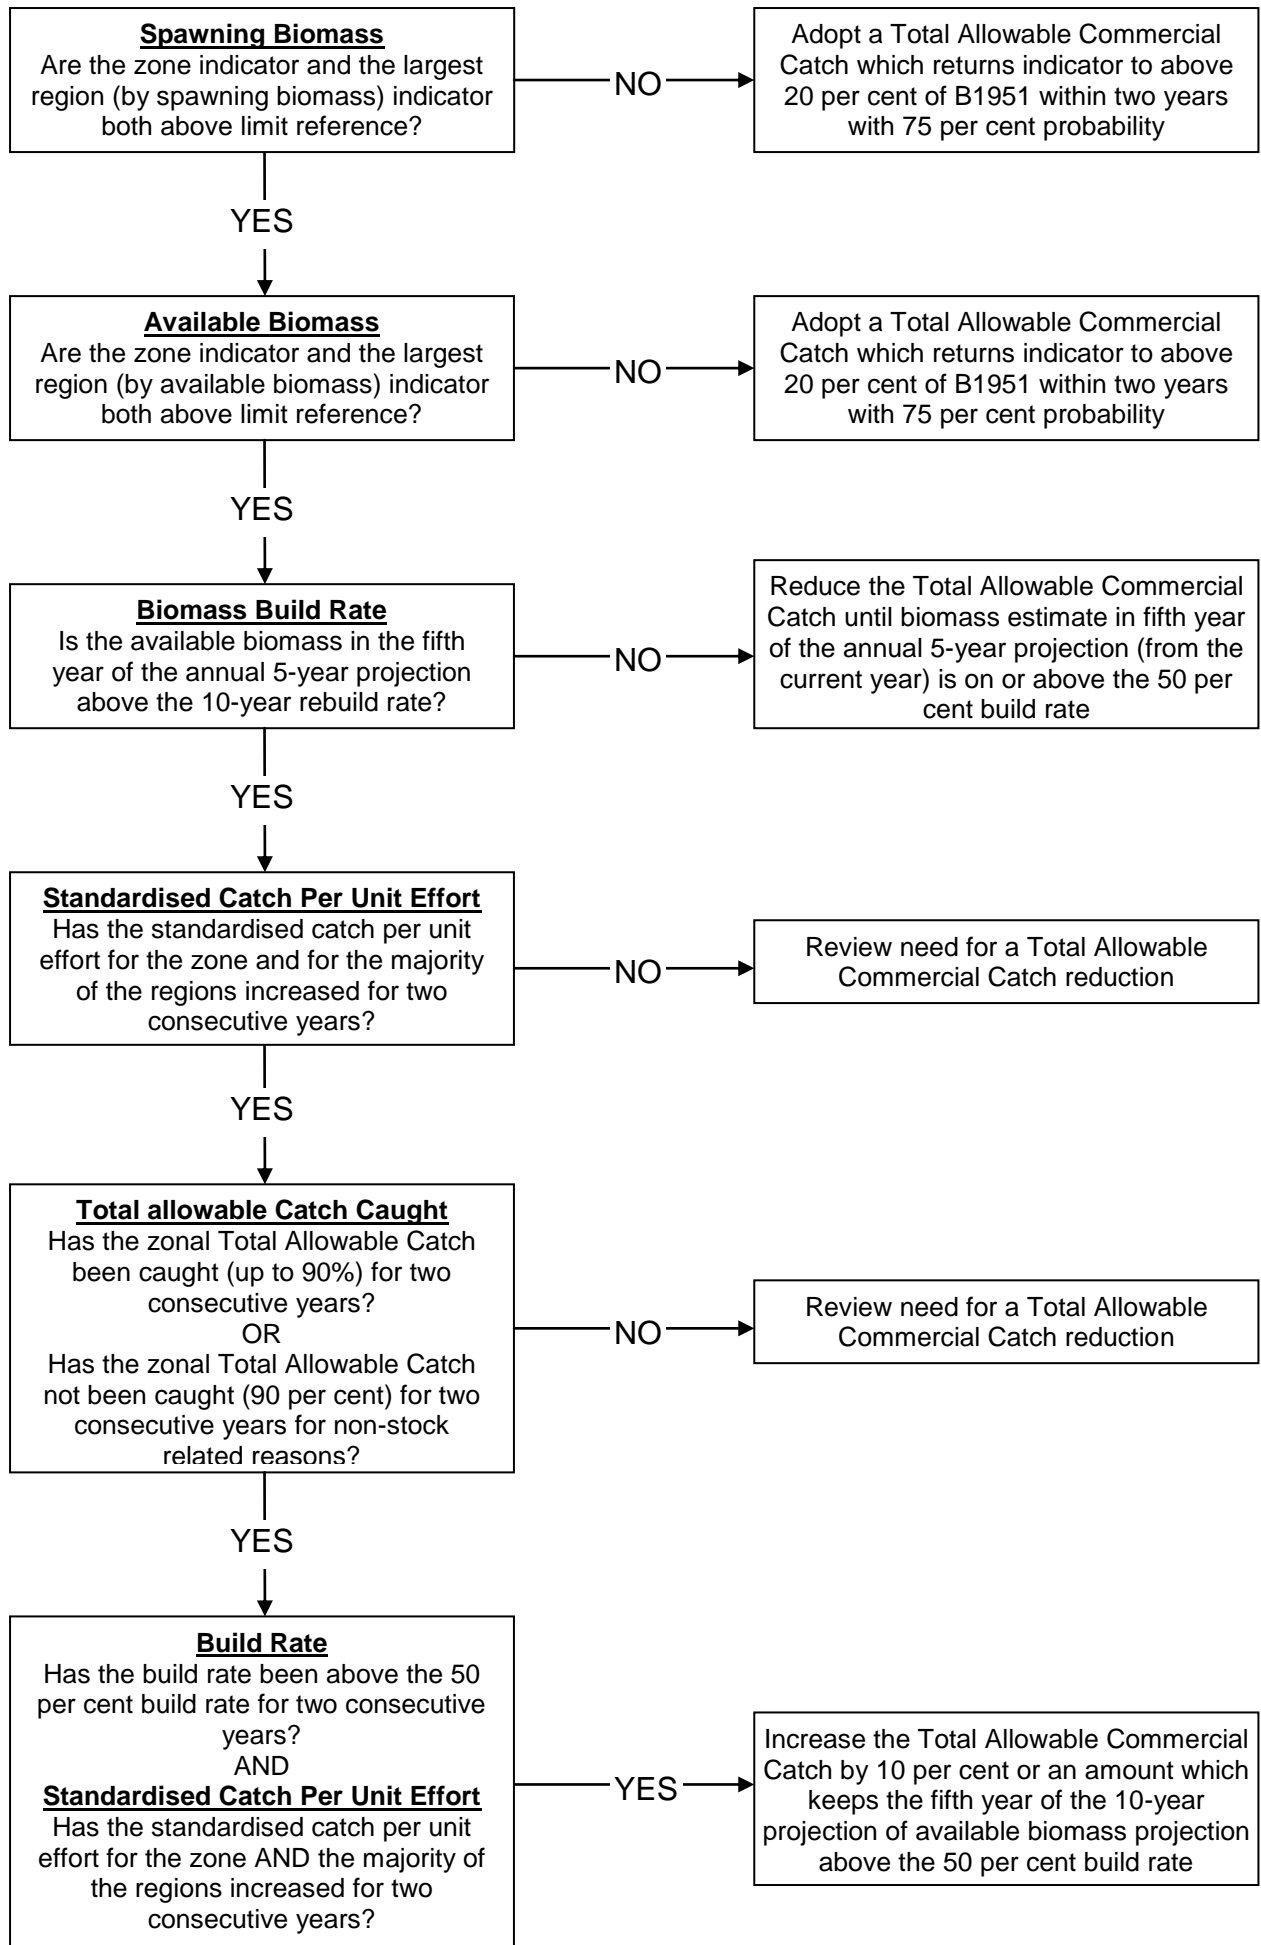 Spawning Biomass
Are the zone indicator and the largest
region (by spawning biomass) indicator
both above limit reference?
NO
Adopt a Total Allowable Commercial
Catch which returns indicator to above
20 per cent of B1951 within two years
with 75 per cent probability
YES
Available Biomass
Are the zone indicator and the largest
region (by available biomass) indicator
both above limit reference?
NO
Adopt a Total Allowable Commercial
Catch which returns indicator to above
20 per cent of B1951 within two years
with 75 per cent probability
YES
Biomass Build Rate
Is the available biomass in the fifth
year of the annual 5-year projection
above the 10-year rebuild rate?
NO
Reduce the Total Allowable Commercial
Catch until biomass estimate in fifth year
of the annual 5-year projection (from the
current year) is on or above the 50 per
cent build rate
YES
Standardised Catch Per Unit Effort
Has the standardised catch per unit
effort for the zone and for the majority
of the regions increased for two
consecutive years?
NO
Review need for a Total Allowable
Commercial Catch reduction
YES
Total allowable Catch Caught
Has the zonal Total Allowable Catch
been caught (up to 90%) for two
consecutive years?
OR
Has the zonal Total Allowable Catch
not been caught (90 per cent) for two
consecutive years for non-stock
related reasons?
NO
Review need for a Total Allowable
Commercial Catch reduction
YES
Build Rate
Has the build rate been above the 50
per cent build rate for two consecutive
years?
AND
Standardised Catch Per Unit Effort
Has the standardised catch per unit
effort for the zone AND the majority of
the regions increased for two
consecutive years?
YES
Increase the Total Allowable Commercial
Catch by 10 per cent or an amount which
keeps the fifth year of the 10-year
projection of available biomass projection
above the 50 per cent build rate